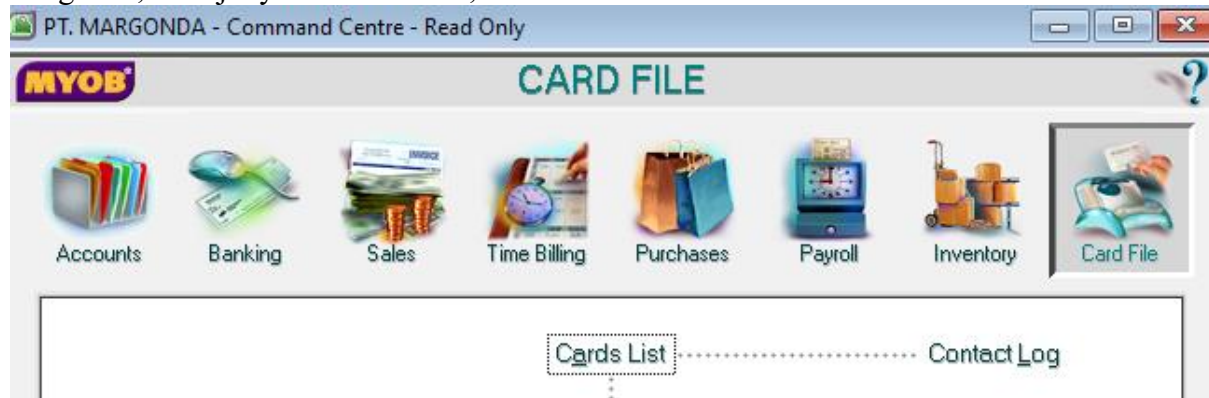 PT. MARGONDA - Command Centre - Read Only
MYOB
CARD FILE
?
INVOICE
Accounts Banking Sales Time Billing Purchases Payroll Inventory Card File
Cards List Contact Log